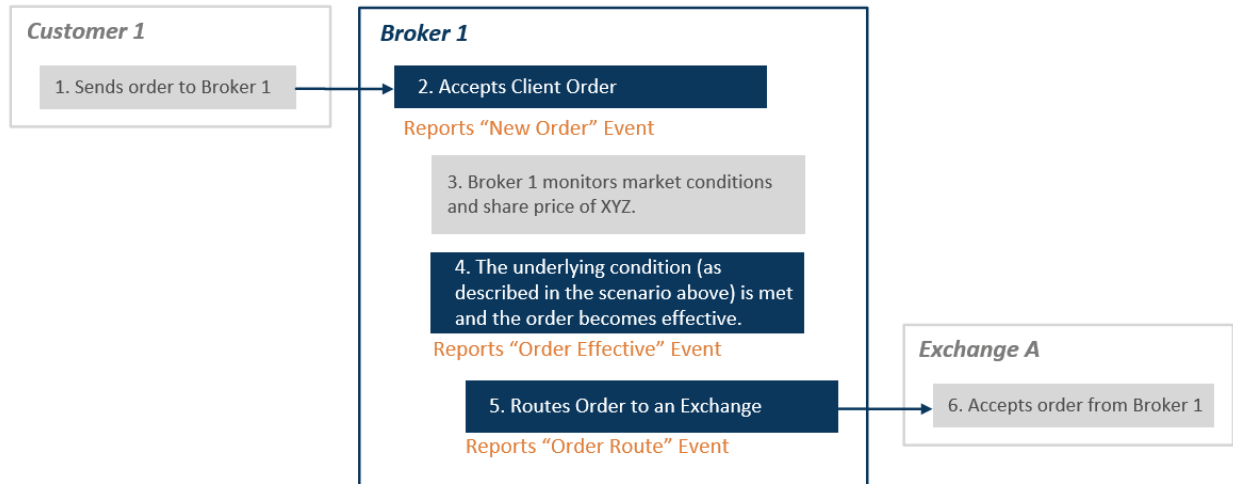 Customer 1
1. Sends order to Broker 1
Broker 1
2. Accepts Client Order
Reports “New Order” Event
3. Broker 1 monitors market conditions
and share price of XYZ.
4. The underlying condition (as
described in the scenario above) is met
and the order becomes effective.
Reports “Order Effective” Event
5. Routes Order to an Exchange
Reports “Order Route” Event
Exchange A
6. Accepts order from Broker 1